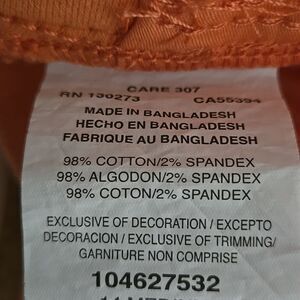 CARE 307
RN 130273 CA55394
MADE IN BANGLADESH
HECHO EN BANGLADESH
FABRIQUE AU BANGLADESH
98% COTTON/2% SPANDEX
98% ALGODON/2% SPANDEX
98% COTON/2% SPANDEX
EXCLUSIVE OF DECORATION / EXCEPTO
DECORACION / EXCLUSIVE OF TRIMMING/
GARNITURE NON COMPRISE
104627532